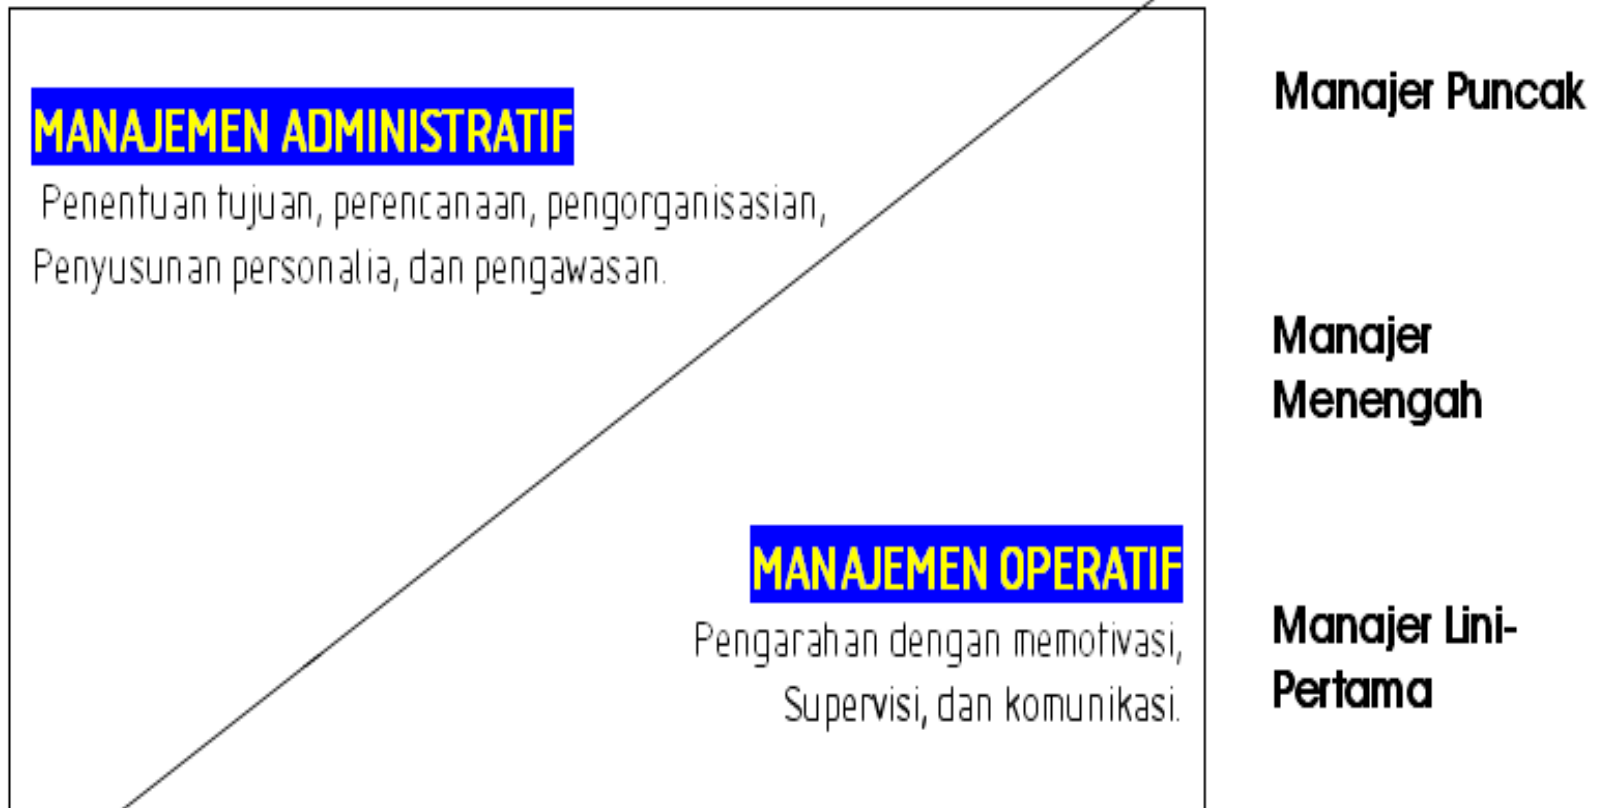 MANAJEMEN ADMINISTRATIF
Penentuan tujuan, perencanaan, pengorganisasian,
Penyusunan personalia, dan pengawasan.
MANAJEMEN OPERATIF
Pengarahan dengan memotivasi,
Supervisi, dan komunikasi.
Manajer Puncak
Manajer
Menengah
Manajer Lini-
Pertama